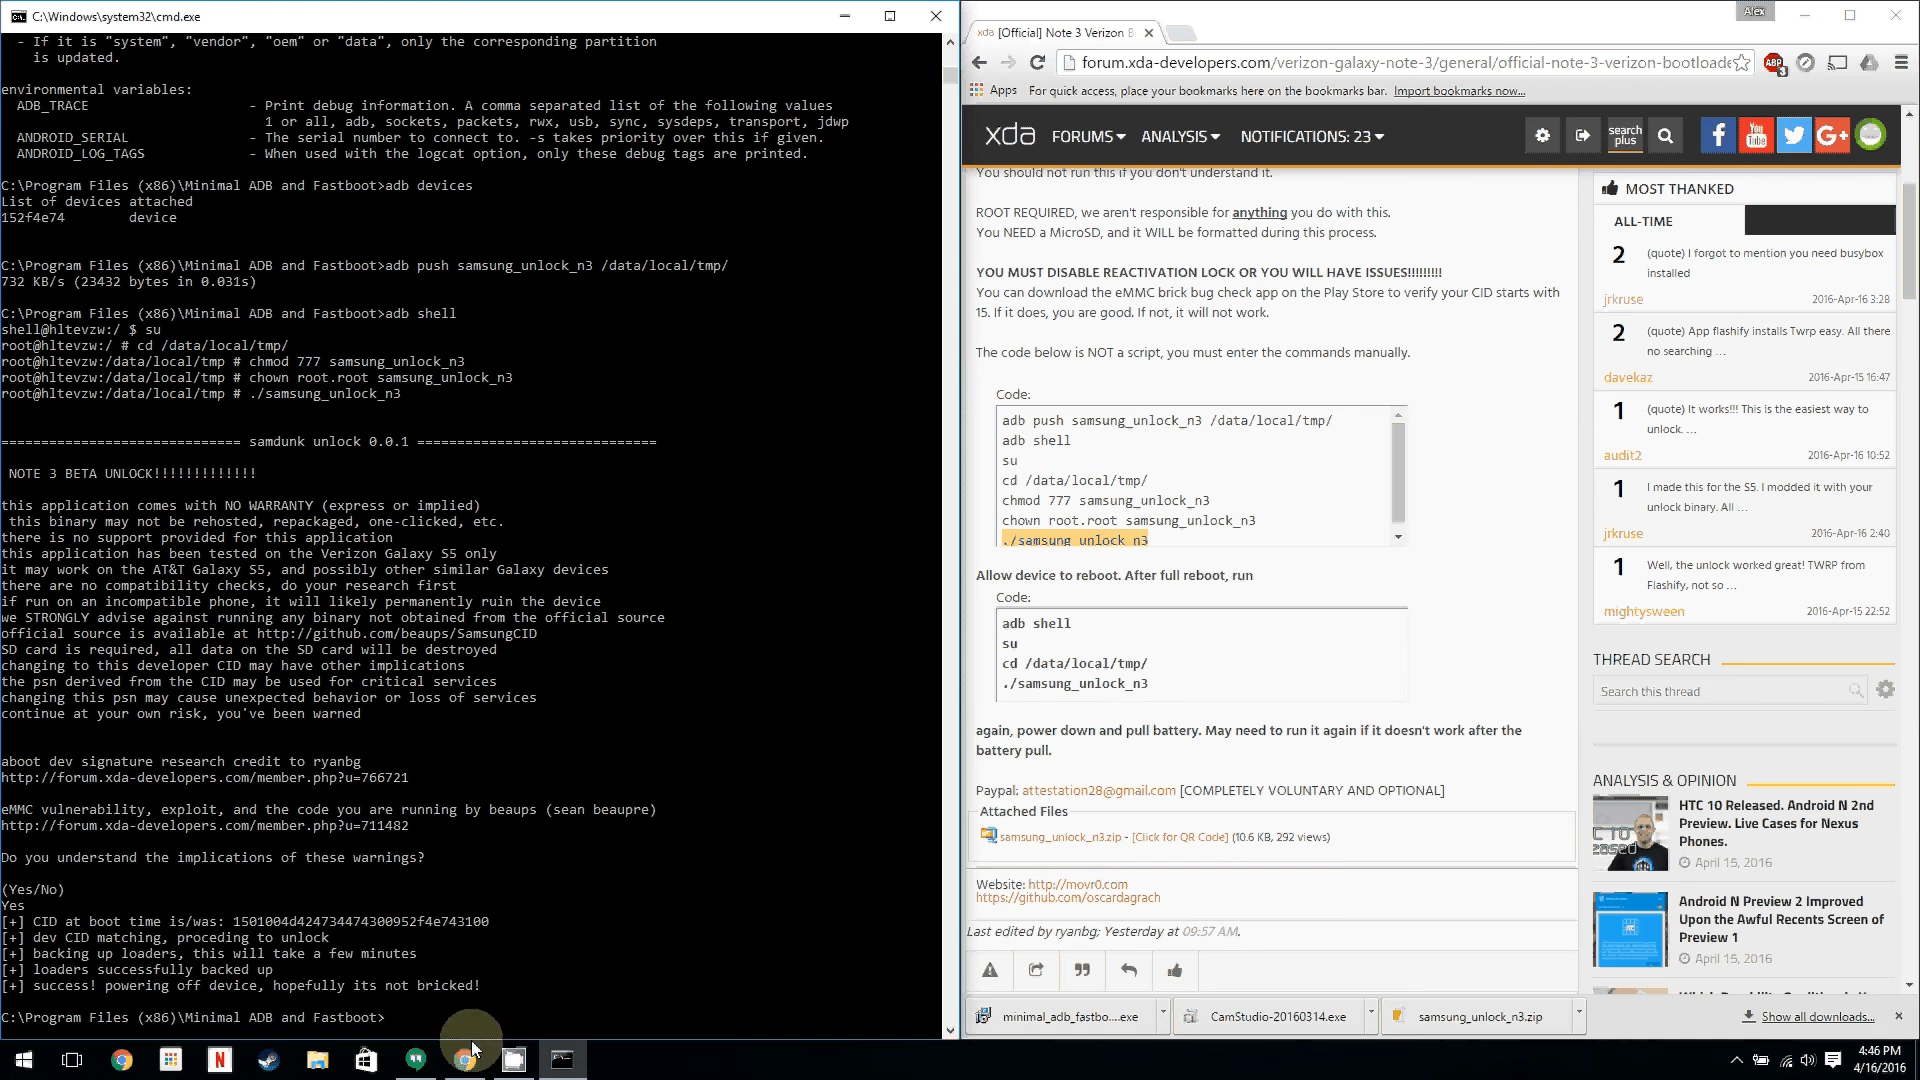 C:\Windows\system32\cmd.exe
- If it is "system", "vendor", "oem" or "data", only the corresponding partition
is updated.
environmental variables:
ADB_TRACE - Print debug information. A comma separated list of the following values
1 or all, adb, sockets, packets, rwx, usb, sync, sysdeps, transport, jdwp
ANDROID_SERIAL - The serial number to connect to. -s takes priority over this if given.
ANDROID_LOG_TAGS - When used with the logcat option, only these debug tags are printed.
C:\Program Files (x86)\Minimal ADB and Fastboot>adb devices
List of devices attached
152f4e74 device
C:\Program Files (x86)\Minimal ADB and Fastboot>adb push samsung_unlock_n3 /data/local/tmp/
732 KB/s (23432 bytes in 0.031s)
C:\Program Files (x86)\Minimal ADB and Fastboot>adb shell
shell@hltevzw:/ $ su
root@hltevzw:/ # cd /data/local/tmp/
root@hltevzw:/data/local/tmp # chmod 777 samsung_unlock_n3
root@hltevzw:/data/local/tmp # chown root.root samsung_unlock_n3
root@hltevzw:/data/local/tmp # ./samsung_unlock_n3
============================== samdunk unlock 0.0.1 ==============================
NOTE 3 BETA UNLOCK!!!!!!!!!!!!!
this application comes with NO WARRANTY (express or implied)
this binary may not be rehosted, repackaged, one-clicked, etc.
there is no support provided for this application
this application has been tested on the Verizon Galaxy S5 only
it may work on the AT&T Galaxy S5, and possibly other similar Galaxy devices
there are no compatibility checks, do your research first
if run on an incompatible phone, it will likely permanently ruin the device
we STRONGLY advise against running any binary not obtained from the official source
official source is available at http://github.com/beaups/SamsungCID
SD card is required, all data on the SD card will be destroyed
changing to this developer CID may have other implications
the psn derived from the CID may be used for critical services
changing this psn may cause unexpected behavior or loss of services
continue at your own risk, you've been warned
aboot dev signature research credit to ryanbg
http://forum.xda-developers.com/member.php?u=766721
eMMC vulnerability, exploit, and the code you are running by beaups (sean beaupre)
http://forum.xda-developers.com/member.php?u=711482
Do you understand the implications of these warnings?
(Yes/No)
Yes
[+] CID at boot time is/was: 1501004d424734474300952f4e743100
[+] dev CID matching, proceding to unlock
[+] backing up loaders, this will take a few minutes
[+] loaders successfully backed up
[+] success! powering off device, hopefully its not bricked!
C:\Program Files (x86)\Minimal ADB and Fastboot>
Alex
xda [Official] Note 3 Verizon B
forum.xda-developers.com/verizon-galaxy-note-3/general/official-note-3-verizon-bootloade
ABP 3
Apps For quick access, place your bookmarks here on the bookmarks bar. Import bookmarks now...
xda FORUMS ANALYSIS NOTIFICATIONS: 23 search plus f You Tube G+
You should not run this if you don't understand it.
ROOT REQUIRED, we aren't responsible for anything you do with this.
You NEED a MicroSD, and it WILL be formatted during this process.
YOU MUST DISABLE REACTIVATION LOCK OR YOU WILL HAVE ISSUES!!!!!!!!!
You can download the eMMC brick bug check app on the Play Store to verify your CID starts with
15. If it does, you are good. If not, it will not work.
The code below is NOT a script, you must enter the commands manually.
Code:
adb push samsung_unlock_n3 /data/local/tmp/
adb shell
su
cd /data/local/tmp/
chmod 777 samsung_unlock_n3
chown root.root samsung_unlock_n3
./samsung_unlock_n3
Allow device to reboot. After full reboot, run
Code:
adb shell
su
cd /data/local/tmp/
./samsung_unlock_n3
again, power down and pull battery. May need to run it again if it doesn't work after the
battery pull.
Paypal: attestation28@gmail.com [COMPLETELY VOLUNTARY AND OPTIONAL]
Attached Files
samsung_unlock_n3.zip - [Click for QR Code] (10.6 KB, 292 views)
Website: http://movr0.com
https://github.com/oscardagrach
Last edited by ryanbg; Yesterday at 09:57 AM.
MOST THANKED
ALL-TIME
2 (quote) I forgot to mention you need busybox
installed
jrkruse 2016-Apr-16 3:28
2 (quote) App flashify installs Twrp easy. All there
no searching ...
davekaz 2016-Apr-15 16:47
1 (quote) It works!!! This is the easiest way to
unlock. ...
audit2 2016-Apr-16 10:52
1 I made this for the S5. I modded it with your
unlock binary. All ...
jrkruse 2016-Apr-16 2:40
1 Well, the unlock worked great! TWRP from
Flashify, not so ...
mightysween 2016-Apr-15 22:52
THREAD SEARCH
Search this thread
ANALYSIS & OPINION
HTC 10 Released. Android N 2nd
Preview. Live Cases for Nexus
Phones.
April 15, 2016
Android N Preview 2 Improved
Upon the Awful Recents Screen of
Preview 1
April 15, 2016
minimal_adb_fastbo....exe
CamStudio-20160314.exe
samsung_unlock_n3.zip
Show all downloads...
N
4:46 PM
4/16/2016